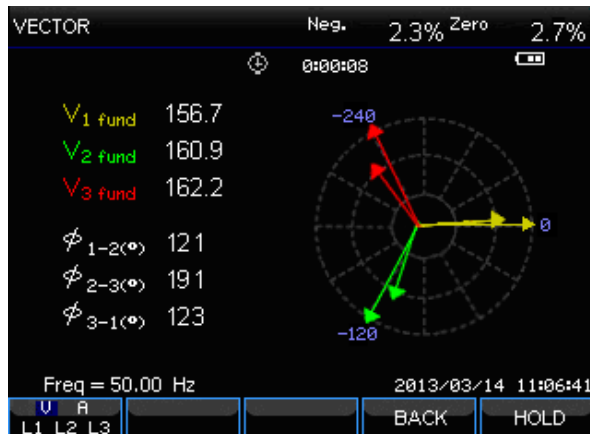 VECTOR Neg. 2.3% Zero 2.7%
0:00:08
V1 fund 156.7
V2 fund 160.9
V3 fund 162.2
ϕ1-2(°) 121
ϕ2-3(°) 191
ϕ3-1(°) 123
-240
0
-120
Freq = 50.00 Hz 2013/03/14 11:06:41
V A
L1 L2 L3
BACK
HOLD